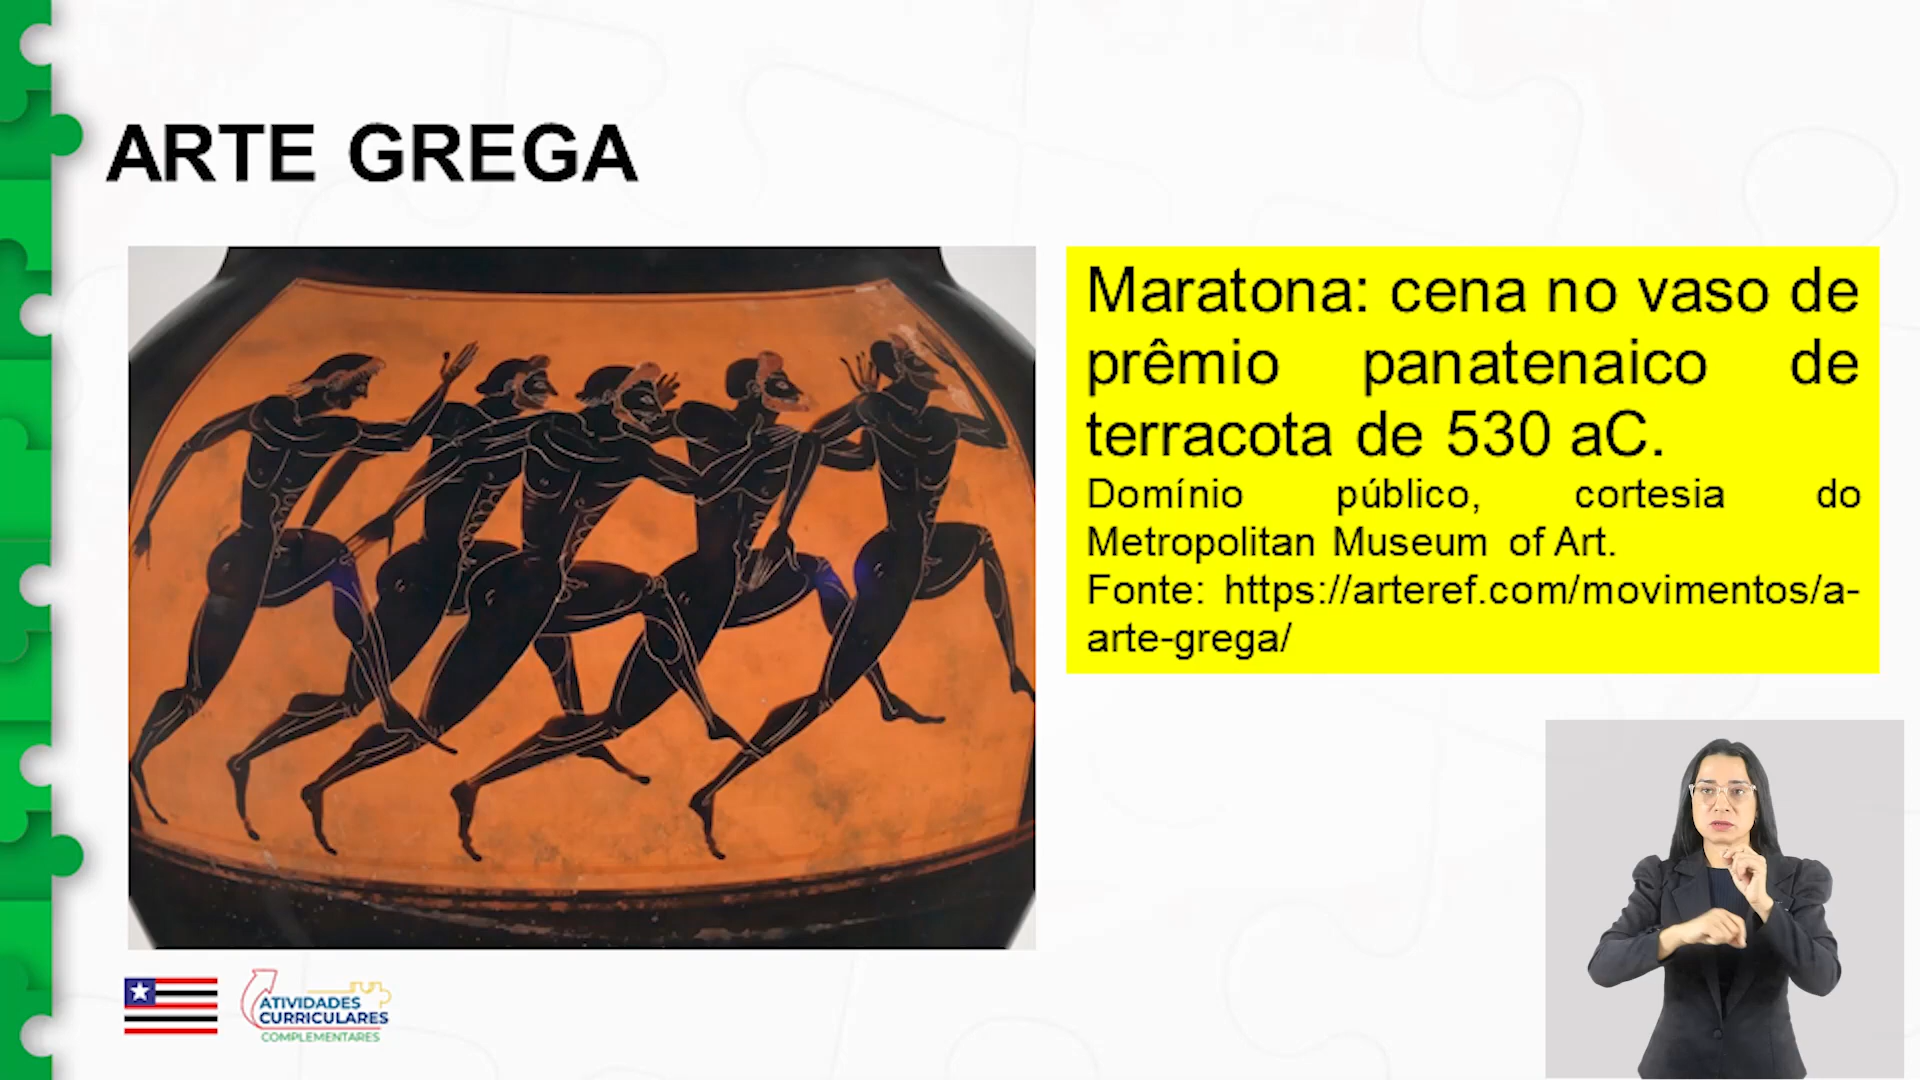 ARTE GREGA
Maratona: cena no vaso de
prêmio panatenaico de
terracota de 530 aC.
Domínio público, cortesia do
Metropolitan Museum of Art.
Fonte: https://arteref.com/movimentos/a-
arte-grega/
ATIVIDADES
CURRICULARES
COMPLEMENTARES